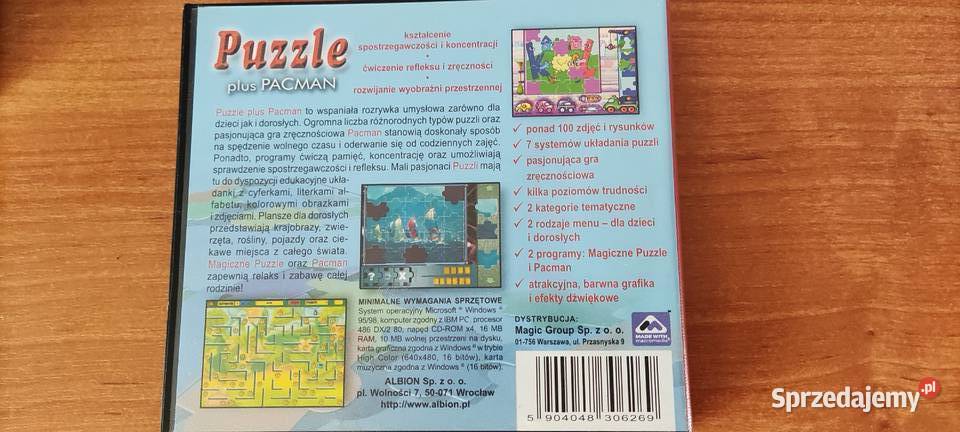 Puzzle
plus PACMAN
kształcenie
spostrzegawczości i koncentracji
•
ćwiczenie refleksu i zręczności
•
rozwijanie wyobraźni przestrzennej
Puzzle plus Pacman to wspaniała rozrywka umysłowa zarówno dla
dzieci jak i dorosłych. Ogromna liczba różnorodnych typów puzzli oraz
pasjonująca gra zręcznościowa Pacman stanowią doskonały sposób
na spędzenie wolnego czasu i oderwanie się od codziennych zajęć.
Ponadto, programy ćwiczą pamięć, koncentrację oraz umożliwiają
sprawdzenie spostrzegawczości i refleksu. Mali pasjonaci Puzzli mają
tu do dyspozycji edukacyjne ukła-
danki z cyferkami, literkami al-
fabetu, kolorowymi obrazkami
i zdjęciami. Plansze dla dorosłych
przedstawiają krajobrazy, zwie-
rzęta, rośliny, pojazdy oraz cie-
kawe miejsca z całego świata.
Magiczne Puzzle oraz Pacman
zapewnią relaks i zabawę całej
rodzinie!
MINIMALNE WYMAGANIA SPRZĘTOWE
System operacyjny Microsoft ® Windows ®
95/98, komputer zgodny z IBM PC, procesor
486 DX/2 80, napęd CD-ROM x4, 16 MB
RAM, 10 MB wolnej przestrzeni na dysku,
karta graficzna zgodna z Windows ® w trybie
High Color (640x480, 16 bitów), karta
muzyczna zgodna z Windows ® (16 bitów).
ALBION Sp. z o. o.
pl. Wolności 7, 50-071 Wrocław
http://www.albion.pl
✓ ponad 100 zdjęć i rysunków
✓ 7 systemów układania puzzli
✓ pasjonująca gra
zręcznościowa
✓ kilka poziomów trudności
✓ 2 kategorie tematyczne
✓ 2 rodzaje menu – dla dzieci
i dorosłych
✓ 2 programy: Magiczne Puzzle
i Pacman
✓ atrakcyjna, barwna grafika
i efekty dźwiękowe
DYSTRYBUCJA:
Magic Group Sp. z o. o.
01-756 Warszawa, ul. Przasnyska 9
MADE WITH
macromedia
5 904048 306269
Sprzedajemy.pl